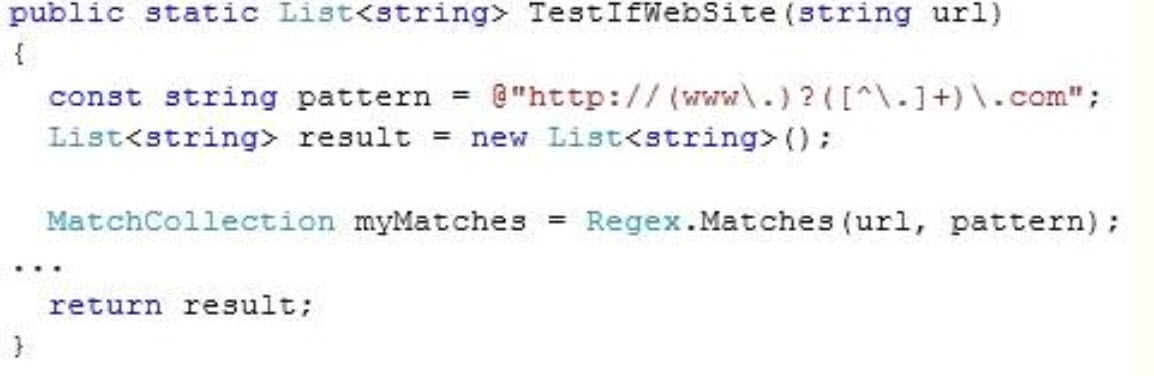 public static List<string> TestIfWebSite(string url)
{
const string pattern = @"http://(www\.)?([^\.]+)\.com";
List<string> result = new List<string>();
MatchCollection myMatches = Regex.Matches(url, pattern);
...
return result;
}